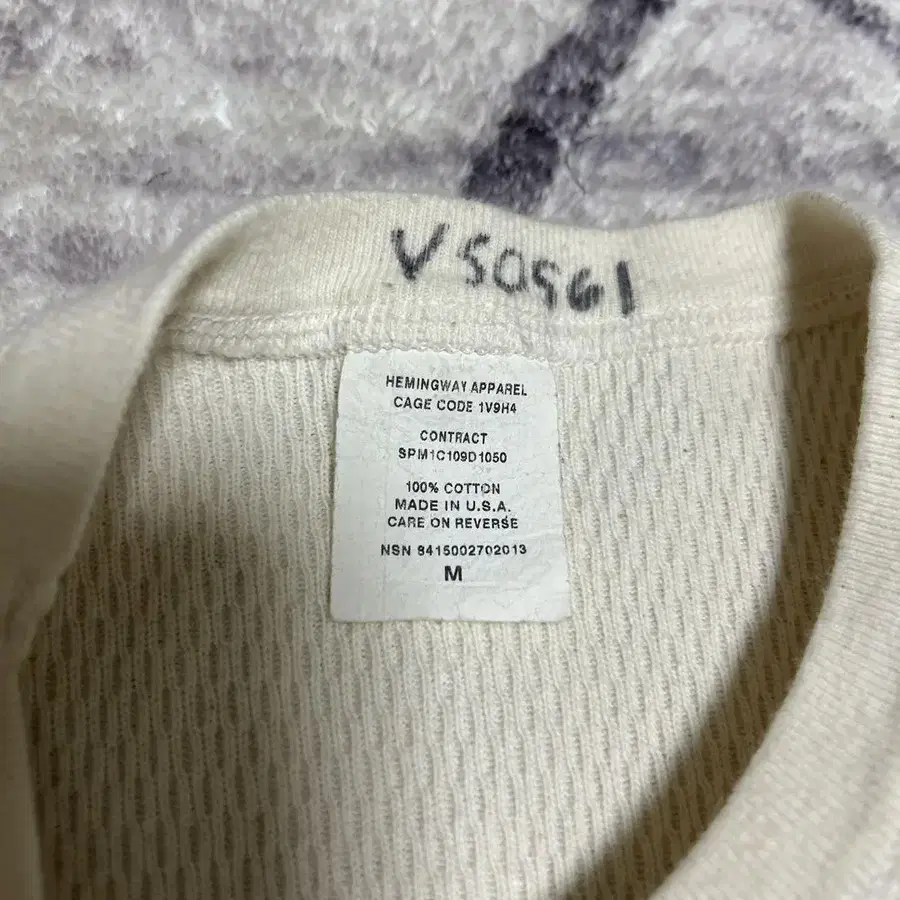 V50561
HEMINGWAY APPAREL
CAGE CODE 1V9H4
CONTRACT
SPM1C109D1050
100% COTTON
MADE IN U.S.A.
CARE ON REVERSE
NSN 8415002702013
M